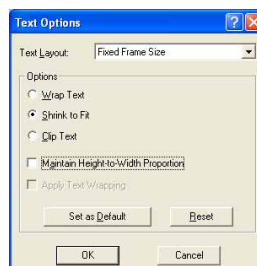 Text Options
Text Layout: Fixed Frame Size
Options
Wrap Text
Shrink to Fit
Clip Text
Maintain Height-to-Width Proportion
Apply Text Wrapping
Set as Default Reset
OK Cancel